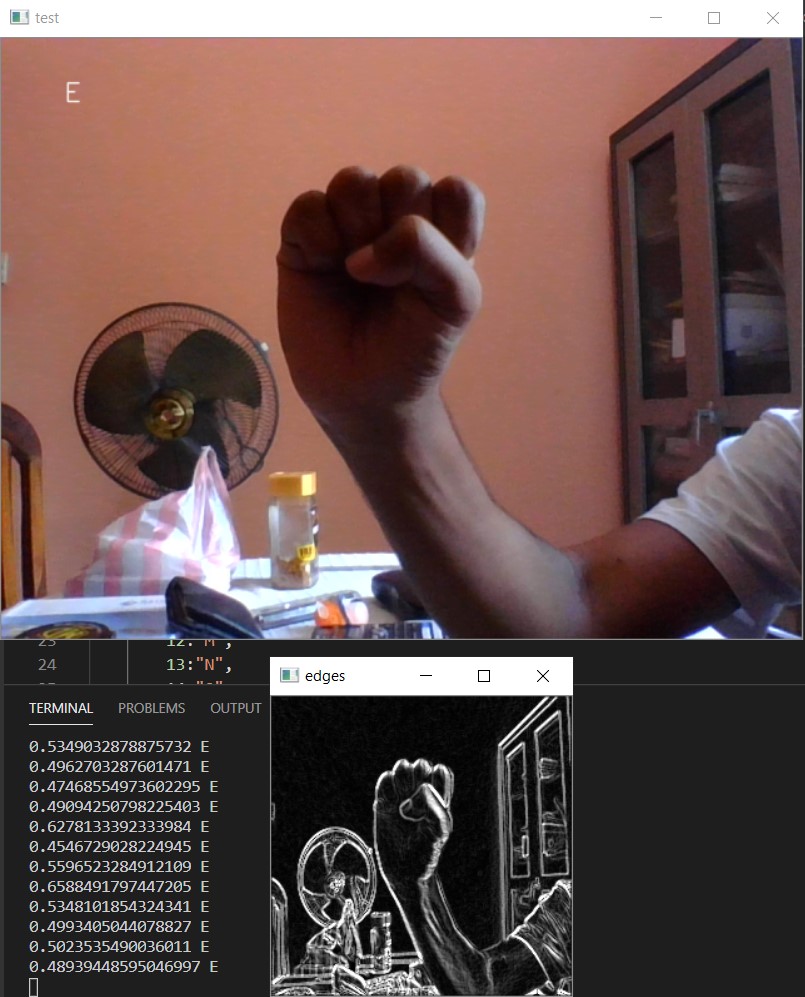 test
E
12:"M",
24 13:"N",
edges
TERMINAL PROBLEMS OUTPUT
0.5349032878875732 E
0.4962703287601471 E
0.47468554973602295 E
0.49094250798225403 E
0.6278133392333984 E
0.4546729028224945 E
0.5596523284912109 E
0.6588491797447205 E
0.5348101854324341 E
0.4993405044078827 E
0.5023535490036011 E
0.48939448595046997 E